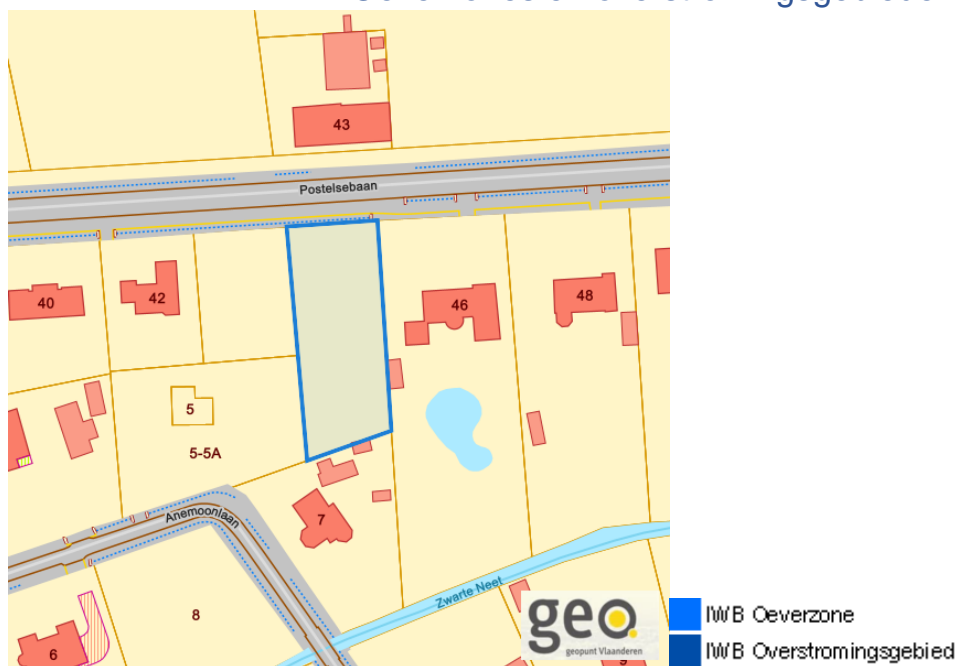 43
Postelsebaan
40
42
46
48
5
5-5A
7
Anemoonlaan
Zwarte Neet
8
6
geo.
geopunt Vlaanderen
IWB Oeverzone
IWB Overstromingsgebied